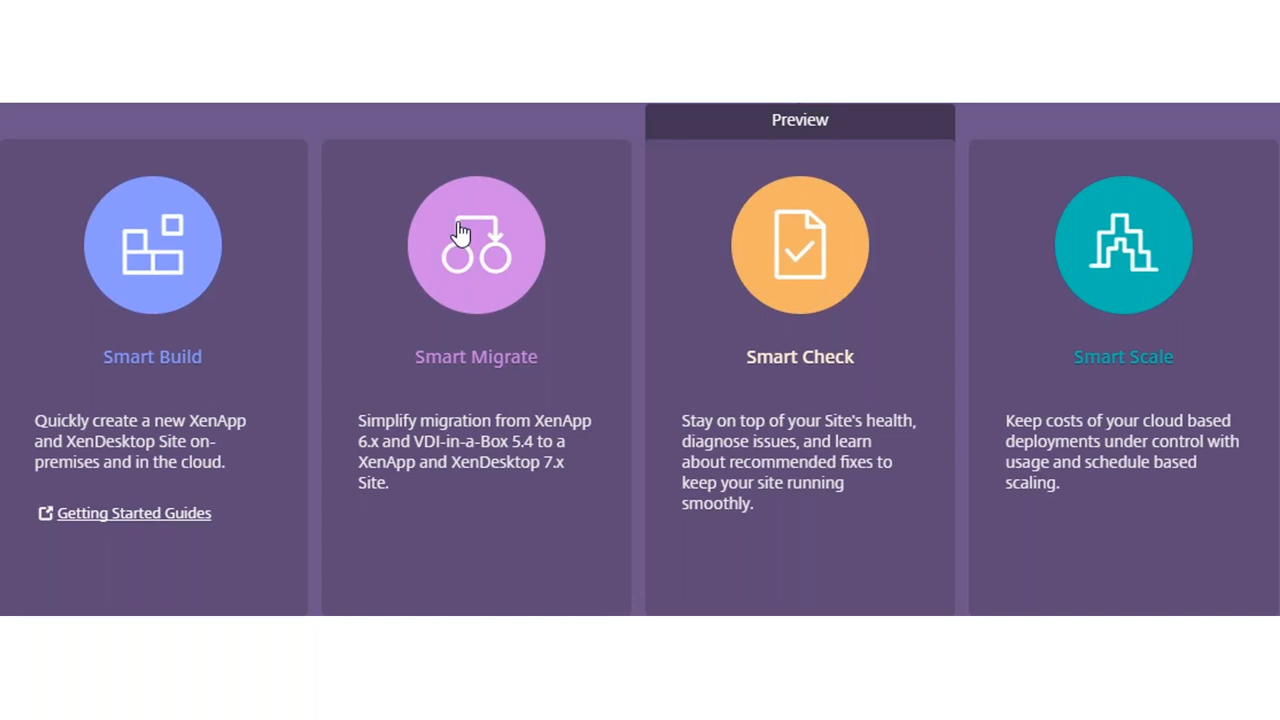 Preview
Smart Build
Quickly create a new XenApp
and XenDesktop Site on-
premises and in the cloud.
Getting Started Guides
Smart Migrate
Simplify migration from XenApp
6.x and VDI-in-a-Box 5.4 to a
XenApp and XenDesktop 7.x
Site.
Smart Check
Stay on top of your Site's health,
diagnose issues, and learn
about recommended fixes to
keep your site running
smoothly.
Smart Scale
Keep costs of your cloud based
deployments under control with
usage and schedule based
scaling.